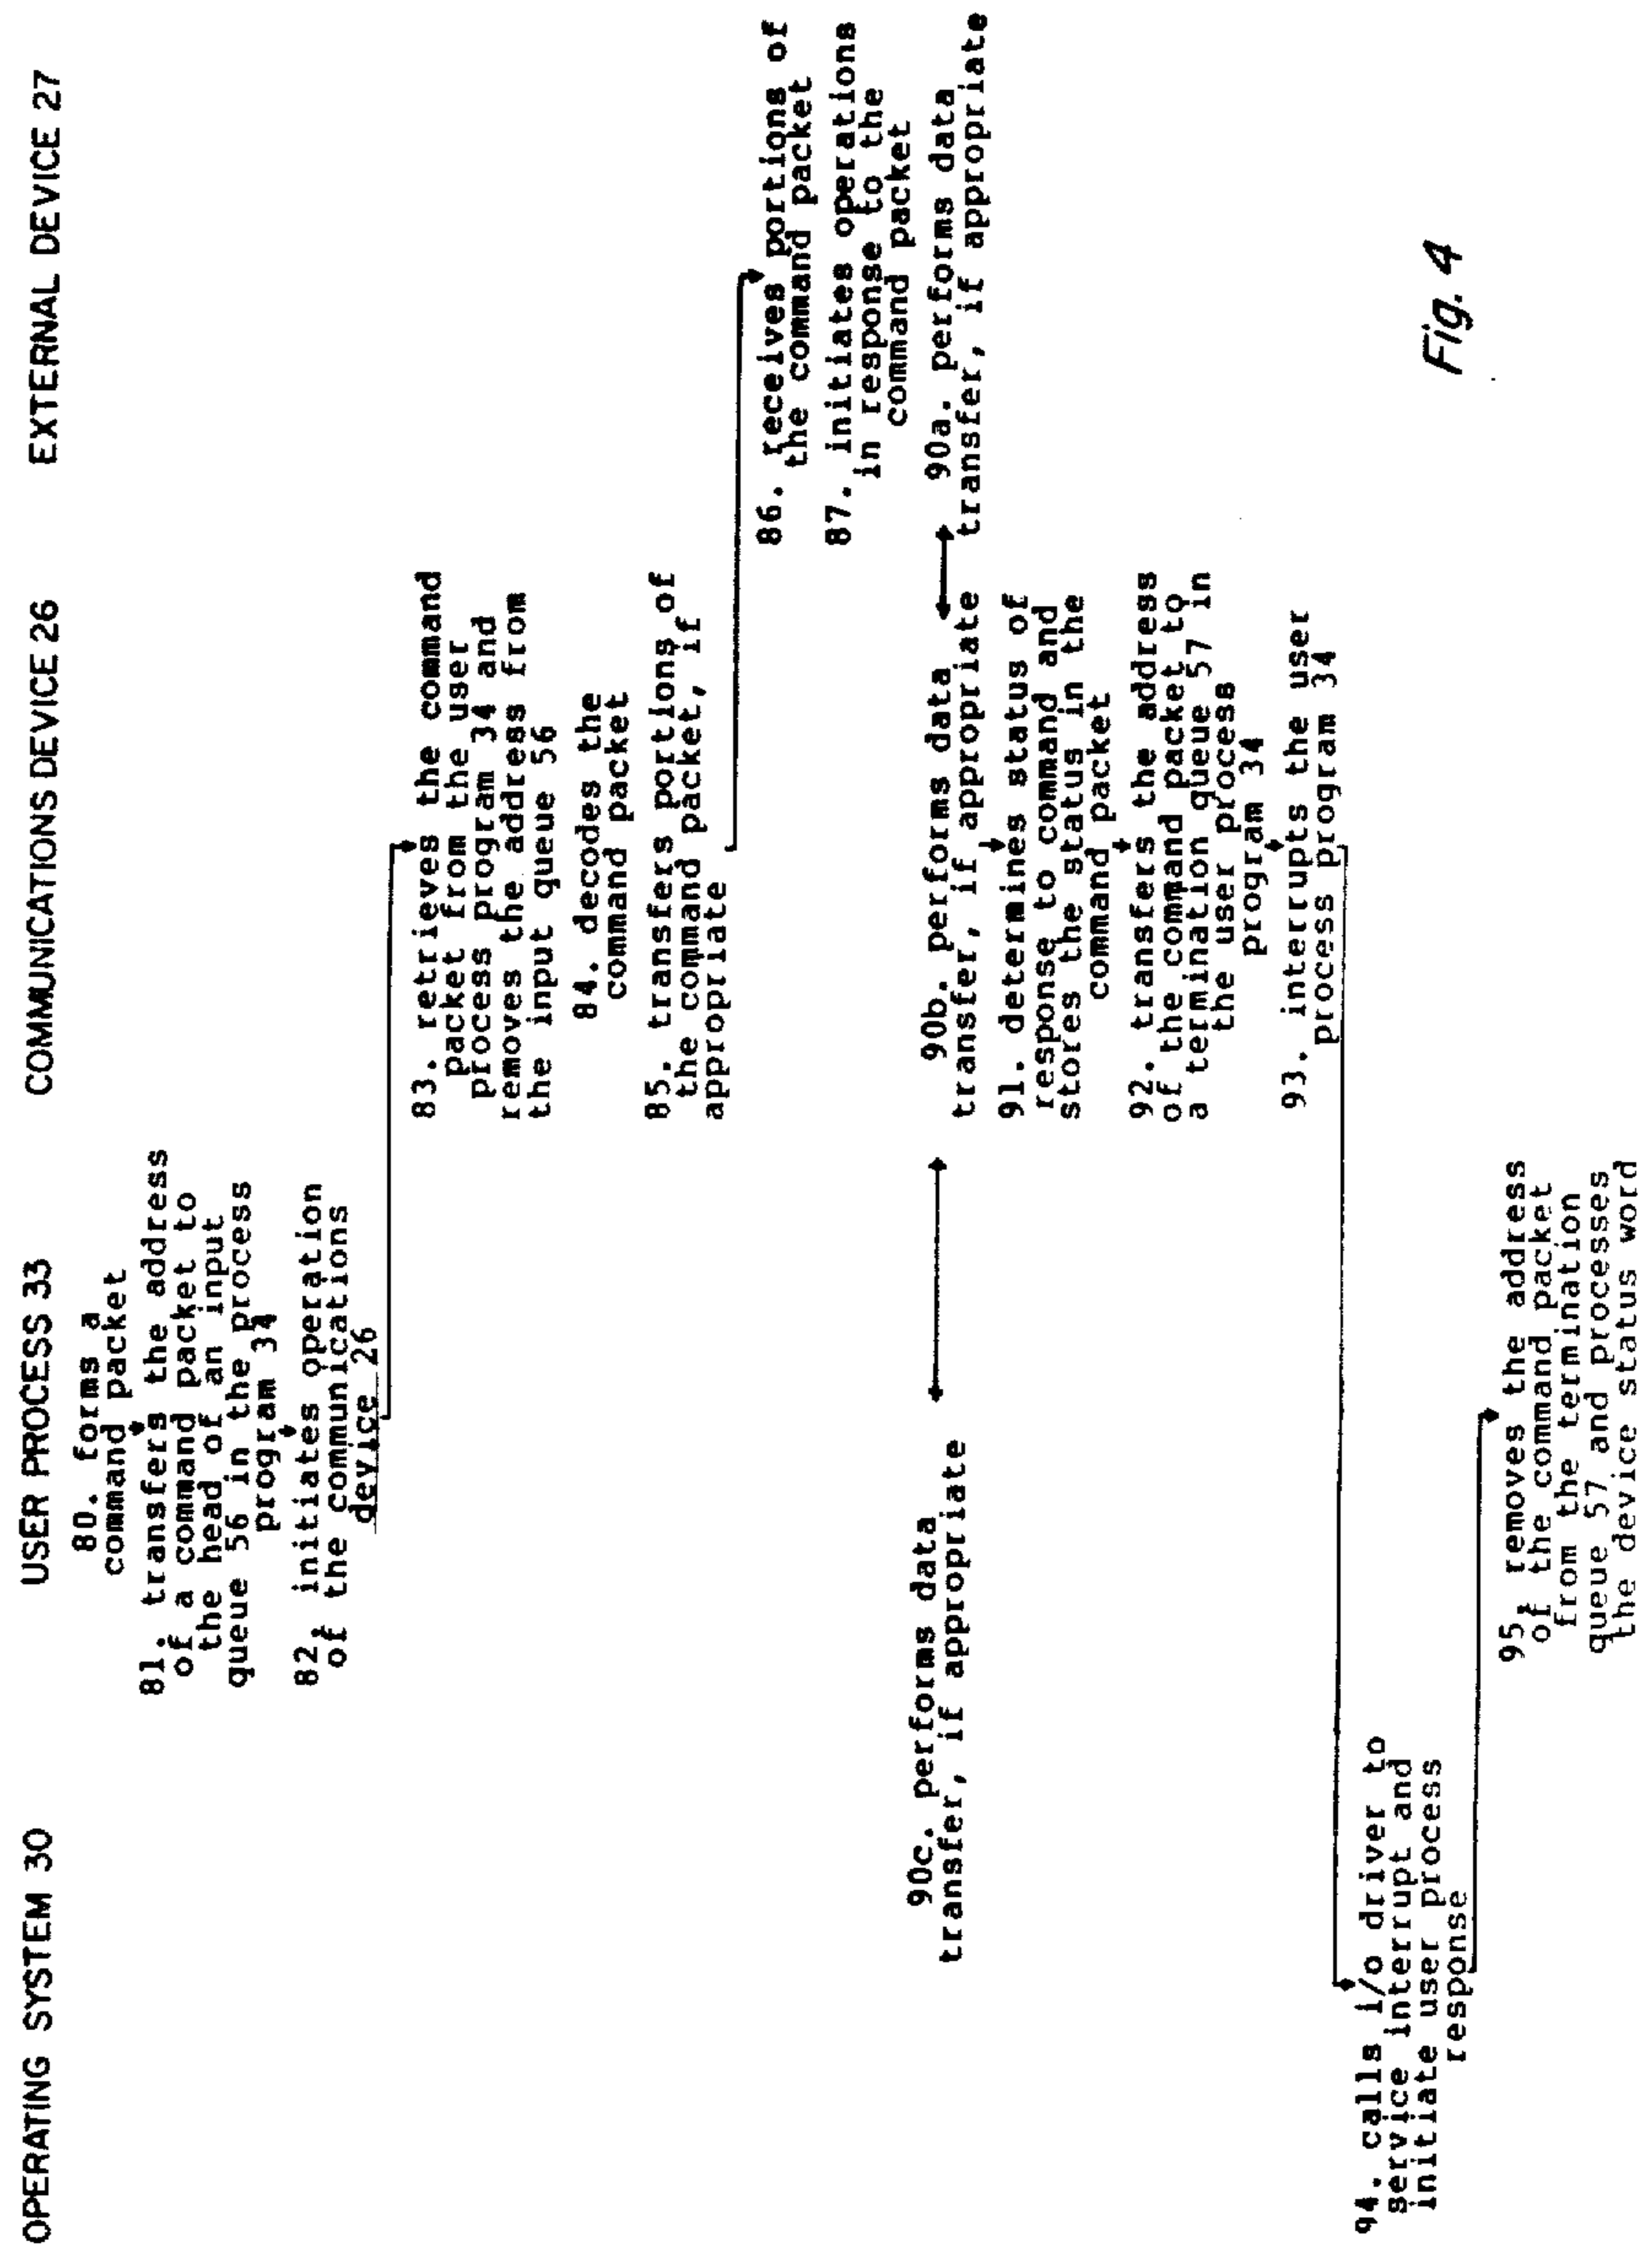 OPERATING SYSTEM 30
USER PROCESS 33
COMMUNICATIONS DEVICE 26
EXTERNAL DEVICE 27
80. forms a
command packet
81. transfers the address
of a command packet to
the head of an input
queue 56 in the process
program 34
82. initiates operation
of the communications
device 26
83. retrieves the command
packet from the user
process program 34 and
removes the address from
the input queue 56
84. decodes the
command packet
85. transfers portions of
the command packet, if
appropriate
86. receives portions of
the command packet
87. initiates operations
in response to the
command packet
90c. performs data
transfer, if appropriate
90b. performs data
transfer, if appropriate
90a. performs data
transfer, if appropriate
91. determines status of
response to command and
stores the status in the
command packet
92. transfers the address
of the command packet to
a termination queue 57 in
the user process
program 34
93. interrupts the user
process program 34
94. calls i/o driver to
service interrupt and
initiate user process
response
95. removes the address
of the command packet
from the termination
queue 57 and processes
the device status word
Fig. 4